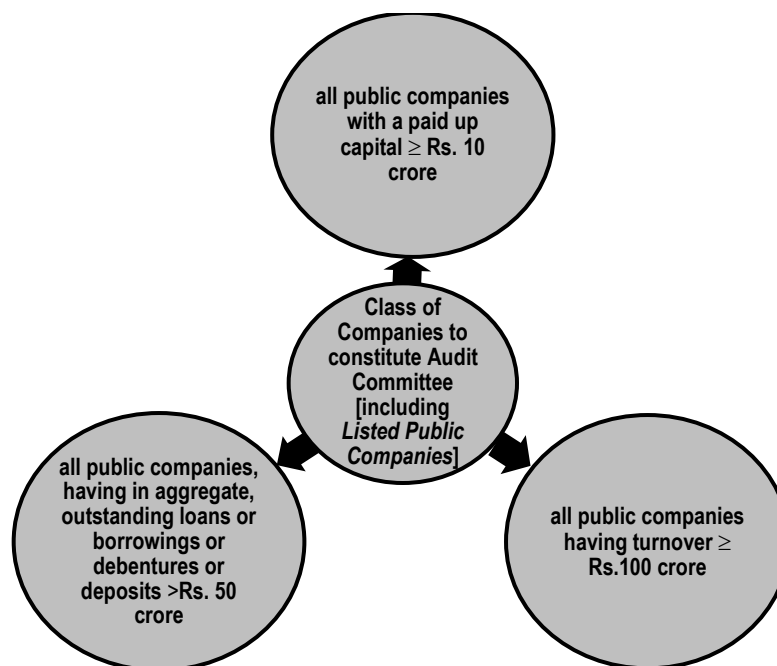 all public companies
with a paid up
capital ≥ Rs. 10
crore
Class of
Companies to
constitute Audit
Committee
[including
Listed Public
Companies]
all public companies,
having in aggregate,
outstanding loans or
borrowings or
debentures or
deposits >Rs. 50
crore
all public companies
having turnover ≥
Rs.100 crore